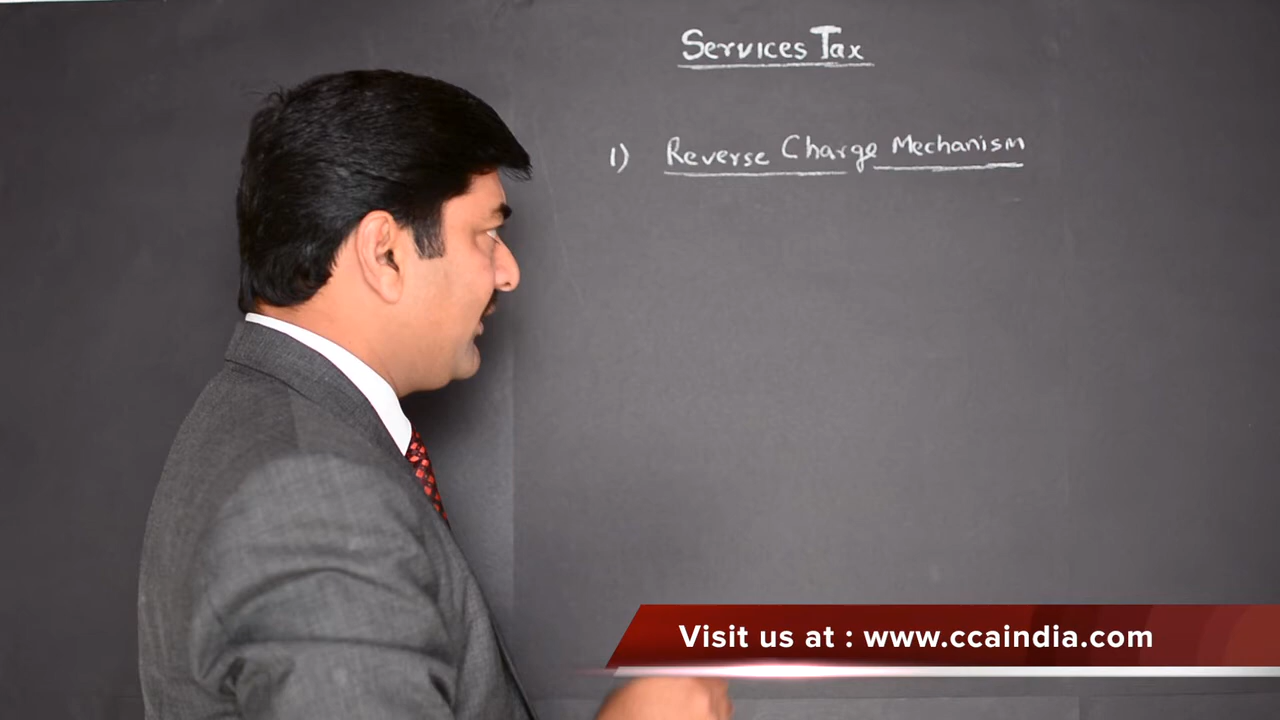 Services Tax
1) Reverse Charge Mechanism
Visit us at : www.ccaindia.com